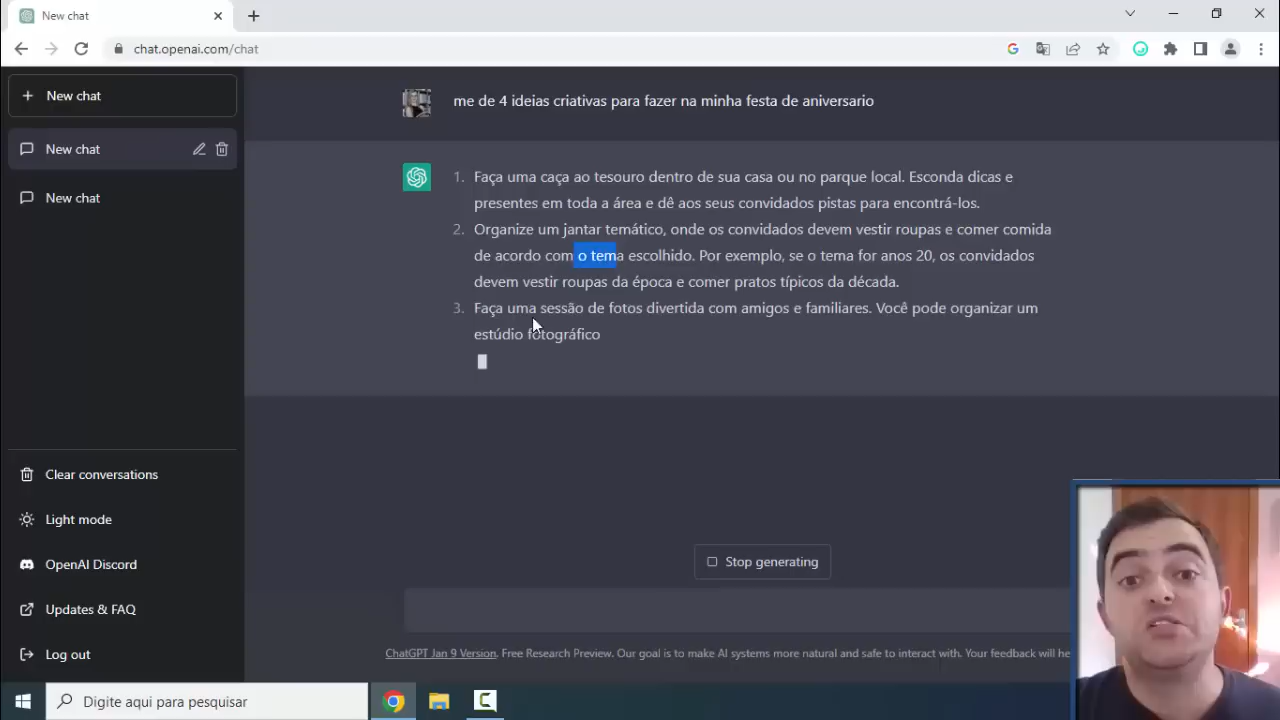 New chat
chat.openai.com/chat
New chat
New chat
New chat
Clear conversations
Light mode
OpenAI Discord
Updates & FAQ
Log out
me de 4 ideias criativas para fazer na minha festa de aniversario
1. Faça uma caça ao tesouro dentro de sua casa ou no parque local. Esconda dicas e
presentes em toda a área e dê aos seus convidados pistas para encontrá-los.
2. Organize um jantar temático, onde os convidados devem vestir roupas e comer comida
de acordo com o tema escolhido. Por exemplo, se o tema for anos 20, os convidados
devem vestir roupas da época e comer pratos típicos da década.
3. Faça uma sessão de fotos divertida com amigos e familiares. Você pode organizar um
estúdio fotográfico
Stop generating
ChatGPT Jan 9 Version. Free Research Preview. Our goal is to make AI systems more natural and safe to interact with. Your feedback will
Digite aqui para pesquisar